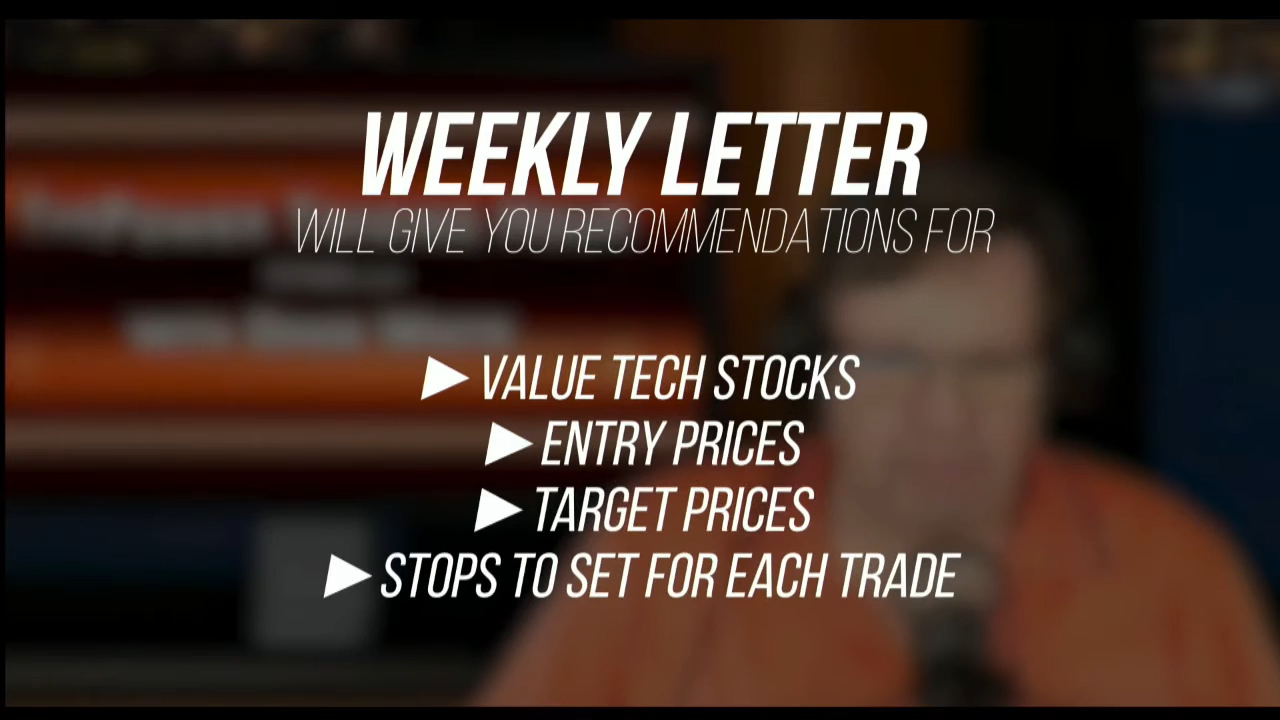 WEEKLY LETTER
WILL GIVE YOU RECOMMENDATIONS FOR
▶ VALUE TECH STOCKS
▶ ENTRY PRICES
▶ TARGET PRICES
▶ STOPS TO SET FOR EACH TRADE